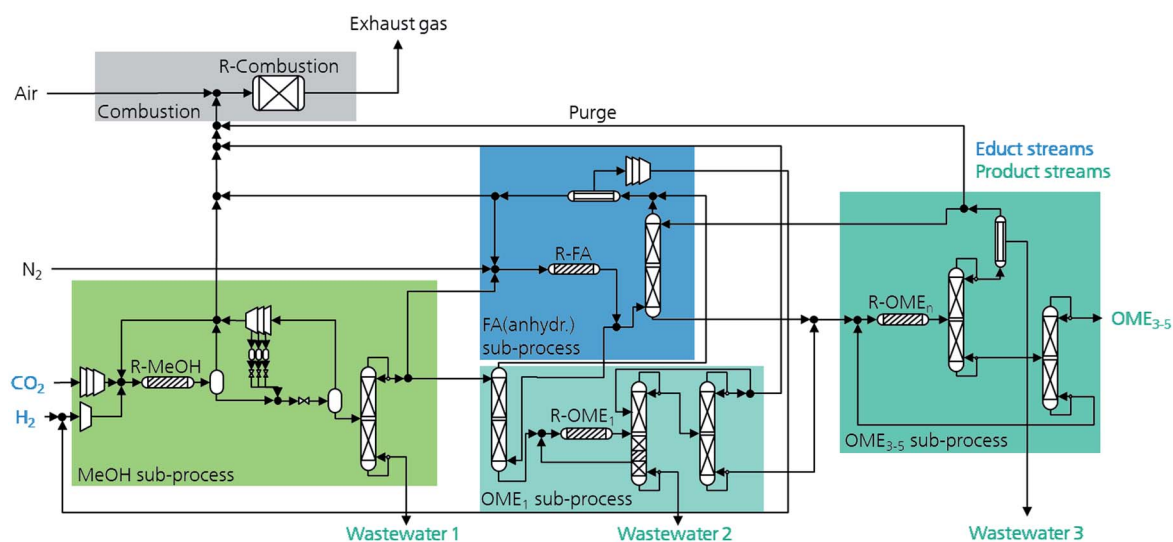 Exhaust gas
R-Combustion
Air
Combustion
Purge
Educt streams
Product streams
N₂
R-FA
R-OMEₙ
FA(anhydr.)
sub-process
OME₃₋₅
R-MeOH
CO₂
H₂
R-OME₁
MeOH sub-process
OME₁ sub-process
OME₃₋₅ sub-process
Wastewater 1
Wastewater 2
Wastewater 3